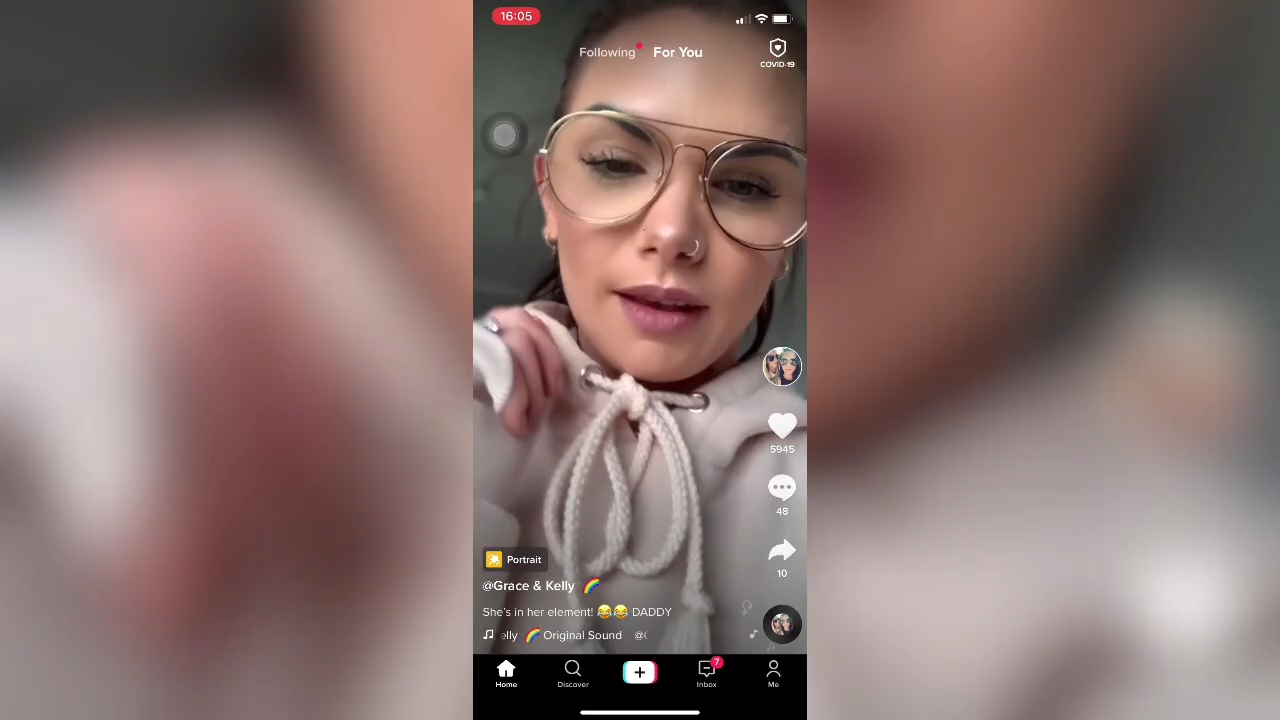 16:05
Following
For You
COVID-19
5945
48
10
Portrait
@Grace & Kelly 🌈
She's in her element! 😂😂 DADDY
elly 🌈 Original Sound @
Home
Discover
7
Inbox
Me